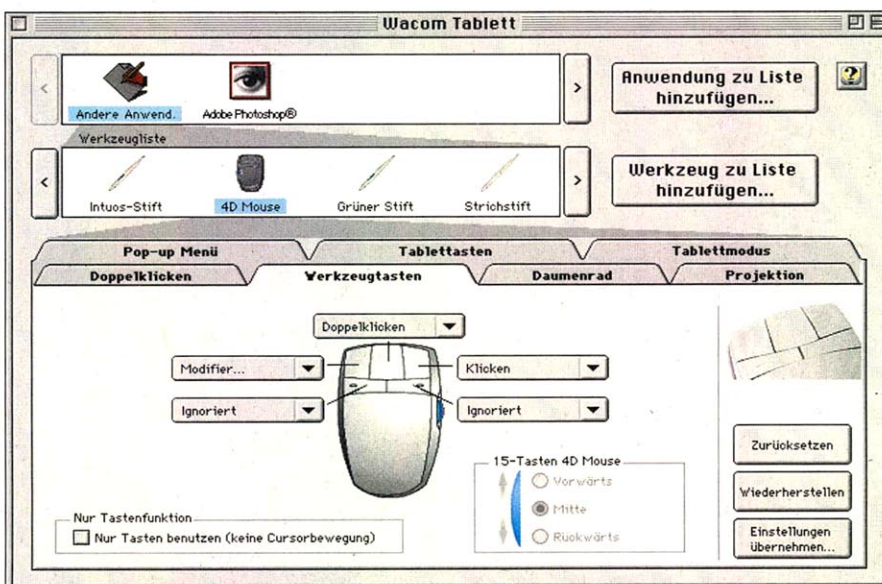 Wacom Tablett
Anwendung zu Liste
hinzufügen...
Andere Anwend.
Adobe Photoshop®
Werkzeugliste
Werkzeug zu Liste
hinzufügen...
Intuos-Stift
4D Mouse
Grüner Stift
Strichstift
Pop-up Menü
Tablettasten
Tablettmodus
Doppelklicken
Werkzeugtasten
Daumenrad
Projektion
Doppelklicken
Modifier...
Klicken
Ignoriert
Ignoriert
15-Tasten 4D Mouse
Vorwärts
Mitte
Rückwärts
Nur Tastenfunktion
Nur Tasten benutzen (keine Cursorbewegung)
Zurücksetzen
Wiederherstellen
Einstellungen
übernehmen...